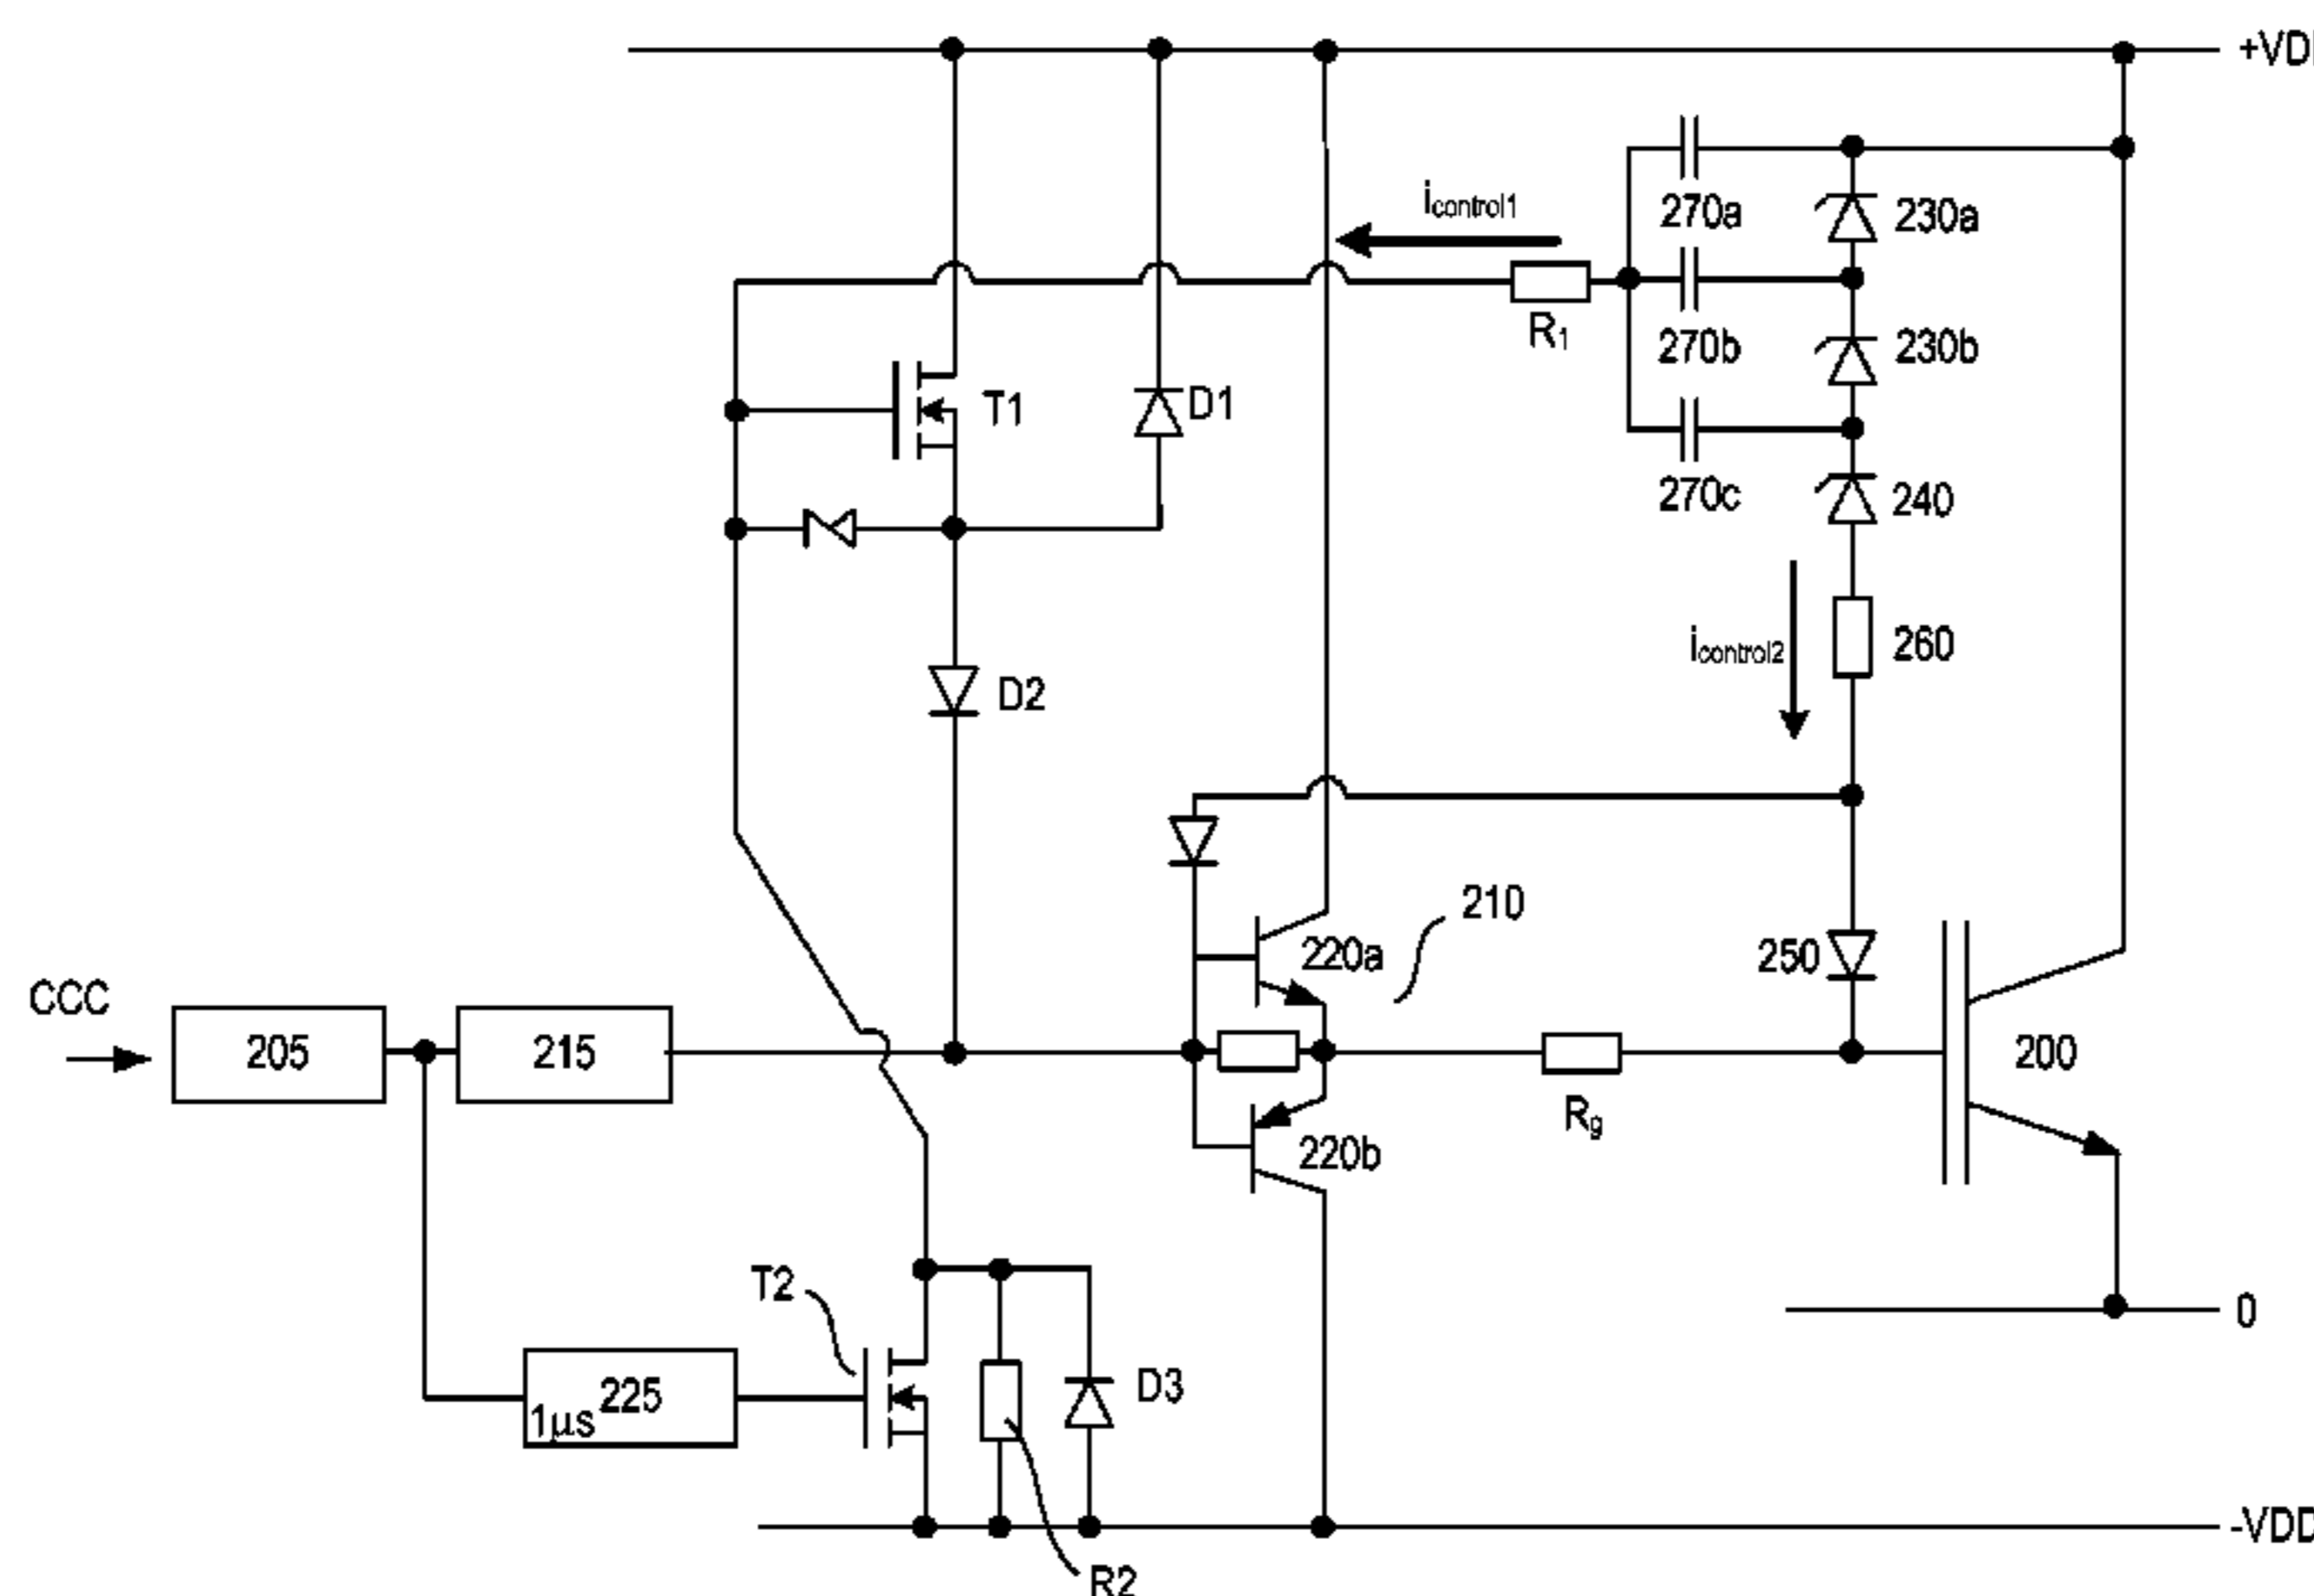 +VDD
icontrol1
270a
230a
R1
270b
230b
T1
D1
270c
240
icontrol2
260
D2
210
220a
250
CCC
205
215
200
Rg
220b
T2
0
1µs 225
D3
-VDD
R2